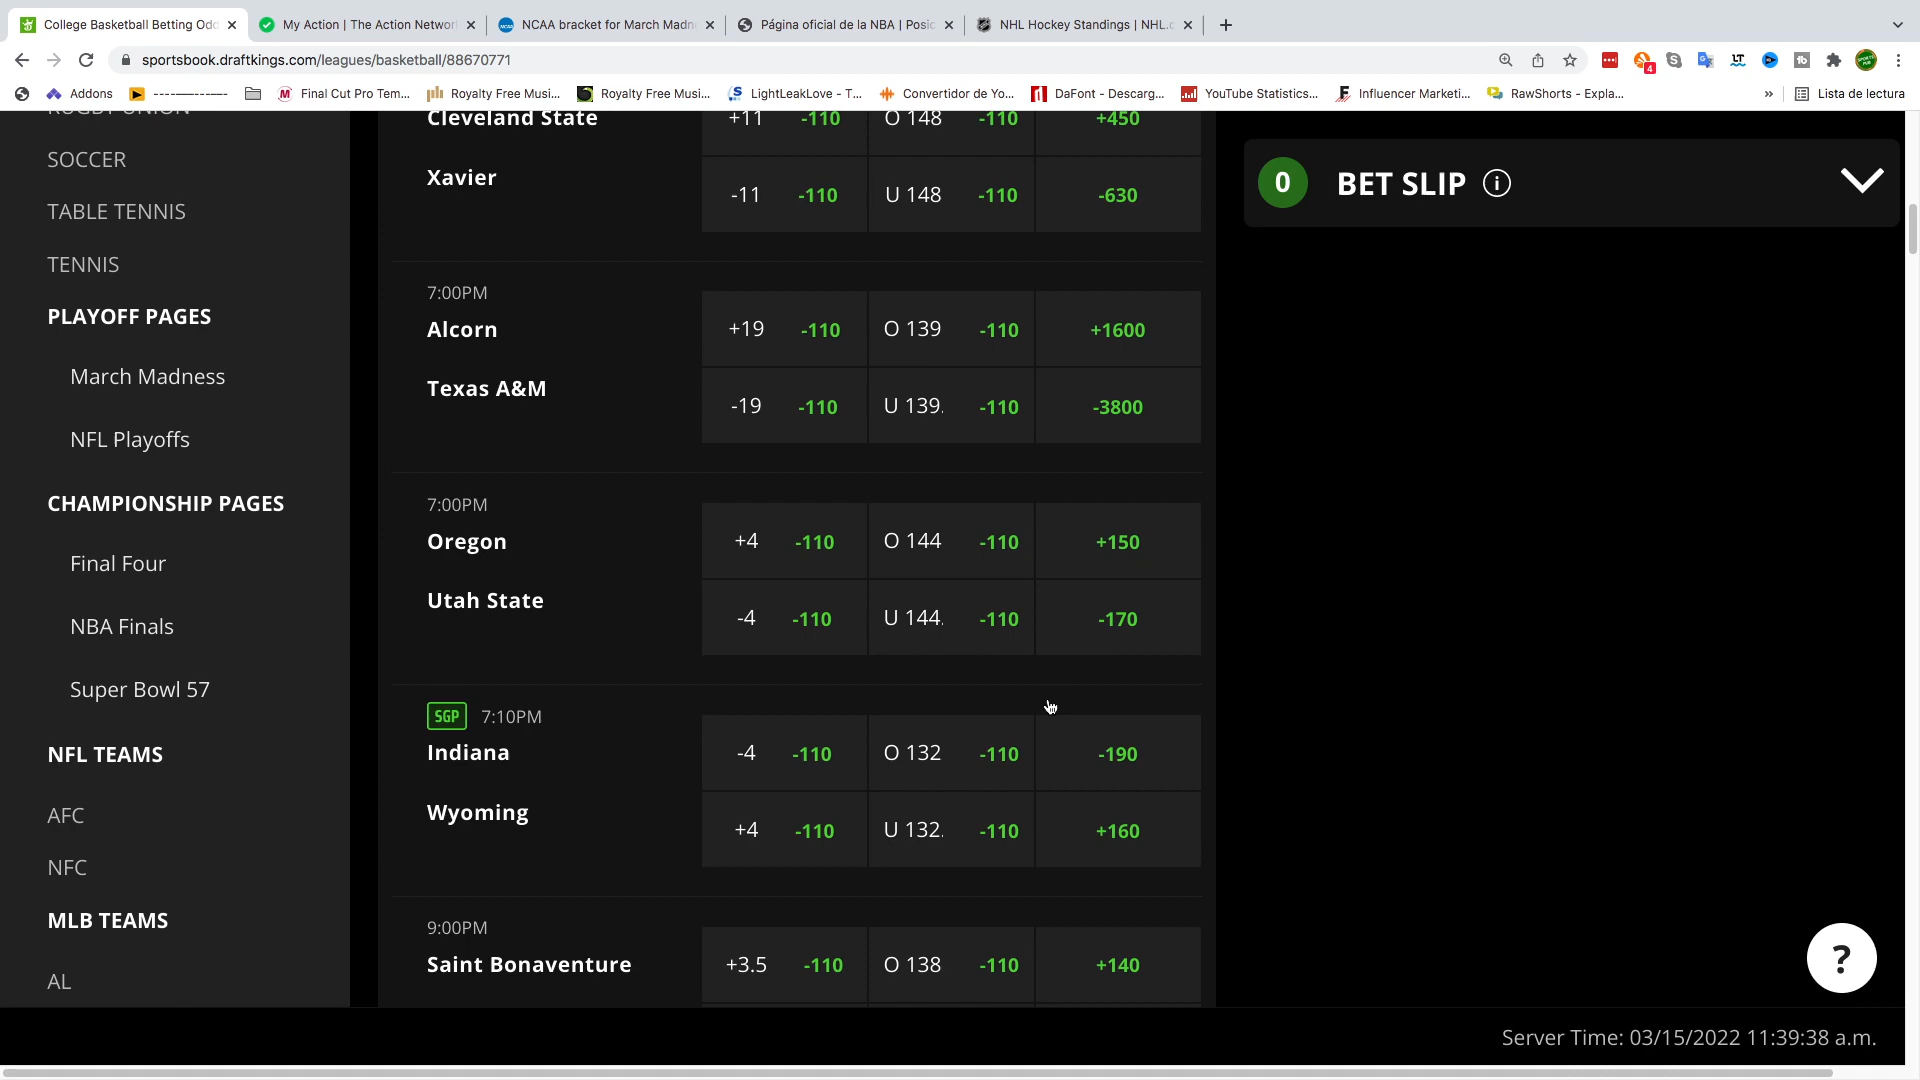 College Basketball Betting Odd
My Action | The Action Networ
NCAA bracket for March Madn
Página oficial de la NBA | Posic
NHL Hockey Standings | NHL.c
sportsbook.draftkings.com/leagues/basketball/88670771
4
Addons
-------------
Final Cut Pro Tem...
Royalty Free Musi...
Royalty Free Musi...
LightLeakLove - T...
Convertidor de Yo...
DaFont - Descarg...
YouTube Statistics...
Influencer Marketi...
RawShorts - Expla...
»
Lista de lectura
RUGBY UNION
SOCCER
TABLE TENNIS
TENNIS
PLAYOFF PAGES
March Madness
NFL Playoffs
CHAMPIONSHIP PAGES
Final Four
NBA Finals
Super Bowl 57
NFL TEAMS
AFC
NFC
MLB TEAMS
AL
Cleveland State +11 -110 O 148 -110 +450
Xavier -11 -110 U 148 -110 -630
7:00PM
Alcorn +19 -110 O 139 -110 +1600
Texas A&M -19 -110 U 139. -110 -3800
7:00PM
Oregon +4 -110 O 144 -110 +150
Utah State -4 -110 U 144. -110 -170
SGP 7:10PM
Indiana -4 -110 O 132 -110 -190
Wyoming +4 -110 U 132. -110 +160
9:00PM
Saint Bonaventure +3.5 -110 O 138 -110 +140
0 BET SLIP i
?
Server Time: 03/15/2022 11:39:38 a.m.